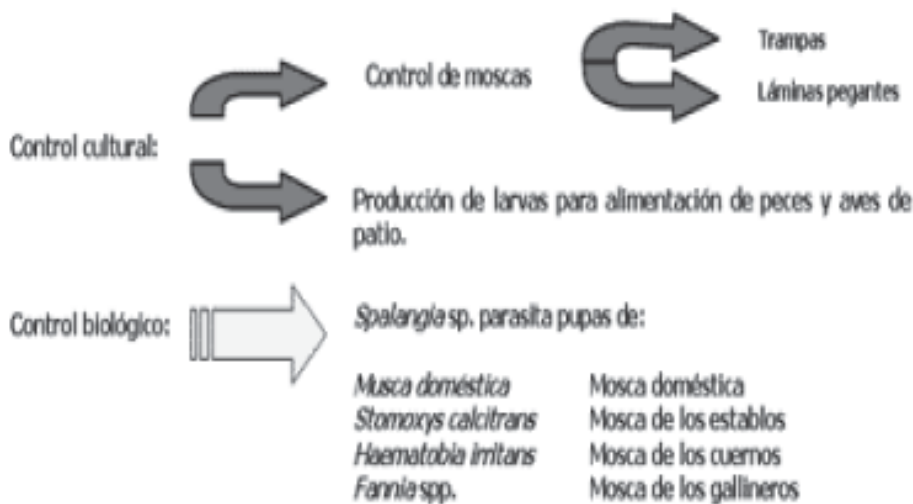 Trampas
Control de moscas
Láminas pegantes
Control cultural:
Producción de larvas para alimentación de peces y aves de
patio.
Control biológico:
Spalangia sp. parasita pupas de:
Musca doméstica Mosca doméstica
Stomoxys calcitrans Mosca de los establos
Haematobia irritans Mosca de los cuernos
Fannia spp. Mosca de los gallineros